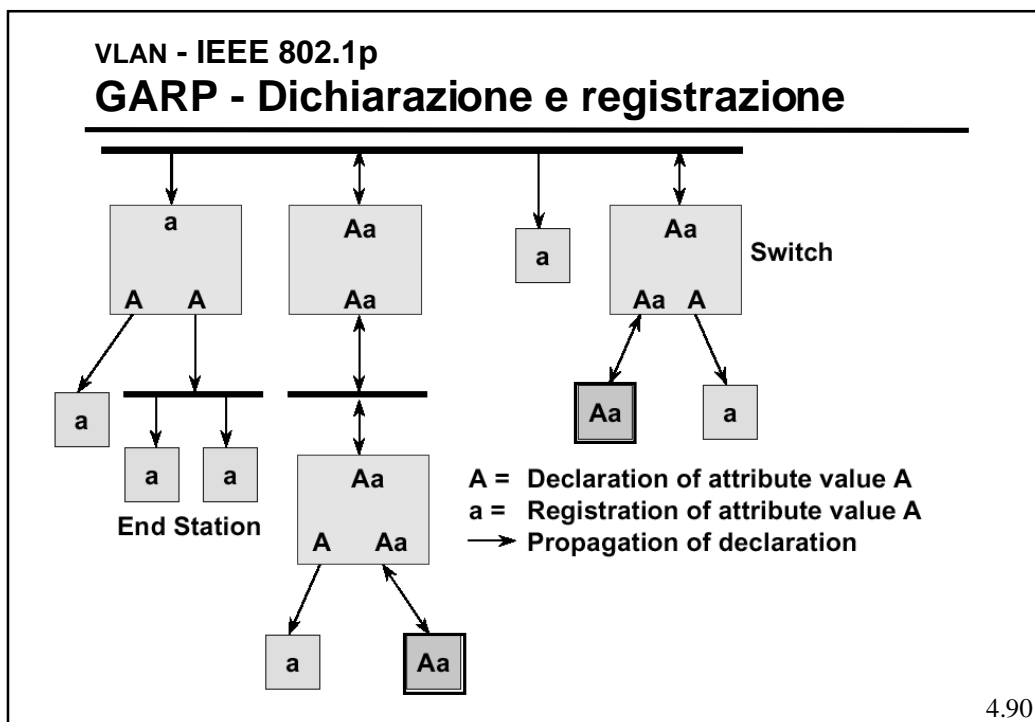 VLAN - IEEE 802.1p
GARP - Dichiarazione e registrazione
a
Aa
Aa
a
Switch
A A
Aa
Aa A
a
Aa
a
a a
Aa
A = Declaration of attribute value A
a = Registration of attribute value A
End Station
Propagation of declaration
A Aa
a
Aa
4.90